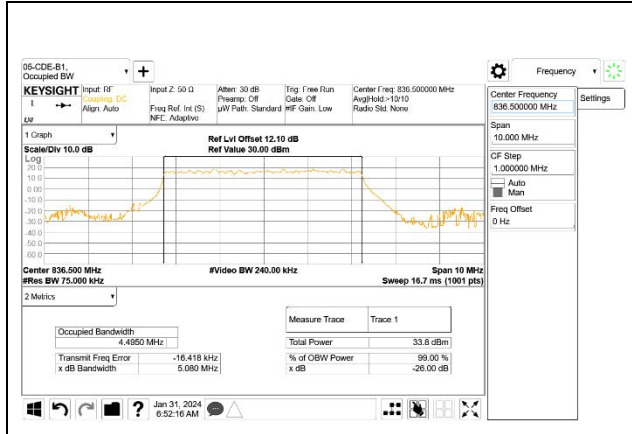 05-CDE-B1,
Occupied BW
+
Frequency
KEYSIGHT
Input: RF
Coupling: DC
Align: Auto
Input Z: 50 Ω
Freq Ref: Int (S)
NFE: Adaptive
Atten: 30 dB
Preamp: Off
µW Path: Standard
Trig: Free Run
Gate: Off
#IF Gain: Low
Center Freq: 836.500000 MHz
Avg|Hold:>10/10
Radio Std: None
Center Frequency
836.500000 MHz
Settings
Span
10.000 MHz
CF Step
1.000000 MHz
Auto
Man
Freq Offset
0 Hz
1 Graph
Scale/Div 10.0 dB
Ref Lvl Offset 12.10 dB
Ref Value 30.00 dBm
Log
20.0
10.0
0.00
-10.0
-20.0
-30.0
-40.0
-50.0
-60.0
Center 836.500 MHz
#Res BW 75.000 kHz
#Video BW 240.00 kHz
Span 10 MHz
Sweep 16.7 ms (1001 pts)
2 Metrics
Occupied Bandwidth
4.4950 MHz
Transmit Freq Error -16.418 kHz
x dB Bandwidth 5.080 MHz
Measure Trace Trace 1
Total Power 33.8 dBm
% of OBW Power 99.00 %
x dB -26.00 dB
?
Jan 31, 2024
6:52:16 AM